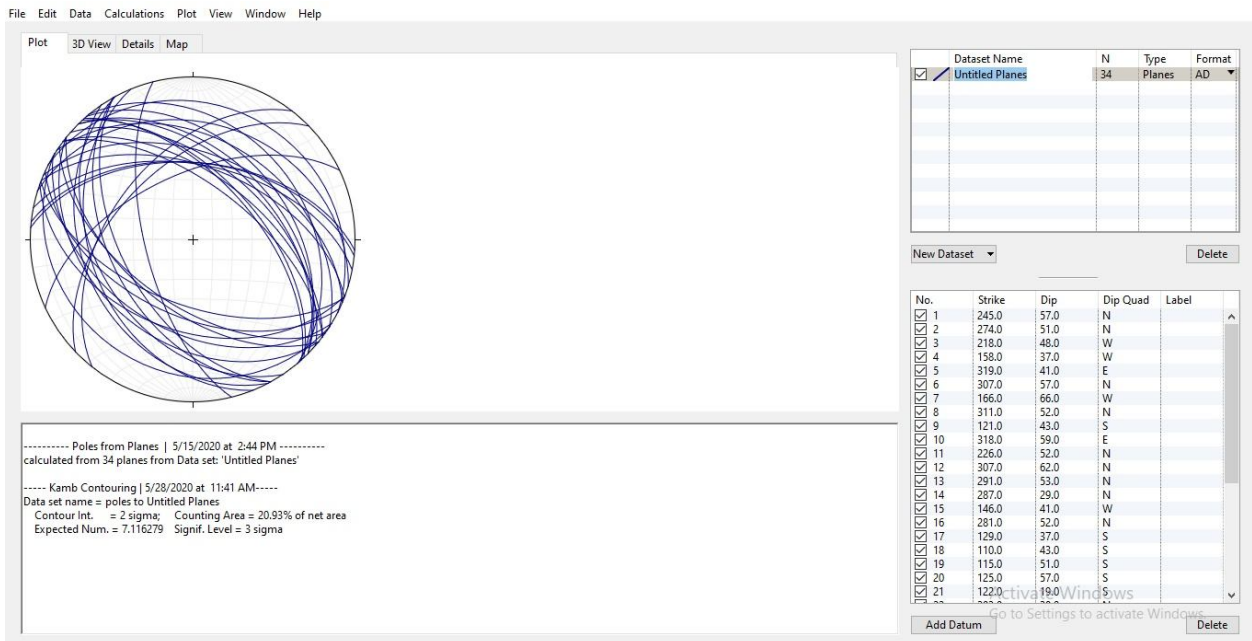 File Edit Data Calculations Plot View Window Help
Plot 3D View Details Map
Dataset Name N Type Format
Untitled Planes 34 Planes AD
New Dataset Delete
No. Strike Dip Dip Quad Label
1 245.0 57.0 N
2 274.0 51.0 N
3 218.0 48.0 W
4 158.0 37.0 W
5 319.0 41.0 E
6 307.0 57.0 N
7 166.0 66.0 W
8 311.0 52.0 N
9 121.0 43.0 S
10 318.0 59.0 E
11 226.0 52.0 N
12 307.0 62.0 N
13 291.0 53.0 N
14 287.0 29.0 N
15 146.0 41.0 W
16 281.0 52.0 N
17 129.0 37.0 S
18 110.0 43.0 S
19 115.0 51.0 S
20 125.0 57.0 S
21 122.0 19.0 S
Add Datum Delete
Activate Windows
Go to Settings to activate Windows.
---------- Poles from Planes | 5/15/2020 at 2:44 PM ----------
calculated from 34 planes from Data set: 'Untitled Planes'
----- Kamb Contouring | 5/28/2020 at 11:41 AM-----
Data set name = poles to Untitled Planes
Contour Int. = 2 sigma; Counting Area = 20.93% of net area
Expected Num. = 7.116279 Signif. Level = 3 sigma